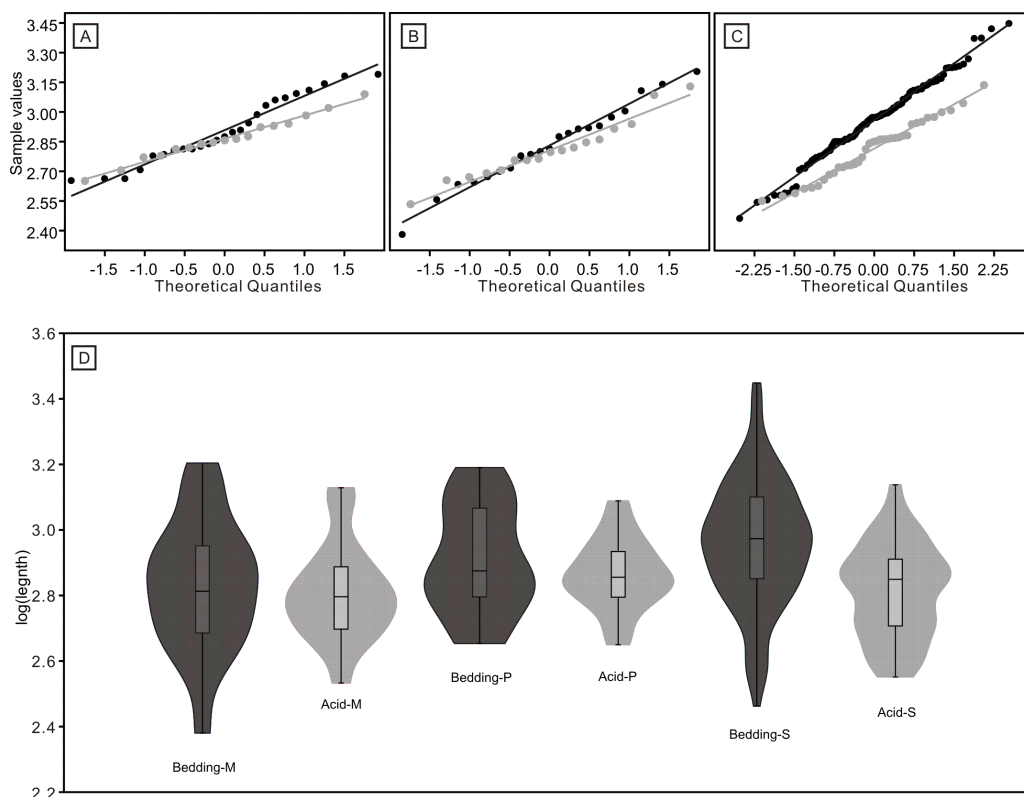 A
B
C
3.45
3.30
3.15
3.00
2.85
2.70
2.55
2.40
Sample values
-1.5 -1.0 -0.5 0.0 0.5 1.0 1.5
-1.5 -1.0 -0.5 0.0 0.5 1.0 1.5
-2.25 -1.50 -0.75 0.00 0.75 1.50 2.25
Theoretical Quantiles
Theoretical Quantiles
Theoretical Quantiles
D
3.6
3.4
3.2
3.0
2.8
2.6
2.4
2.2
log(legnth)
Bedding-M
Acid-M
Bedding-P
Acid-P
Bedding-S
Acid-S